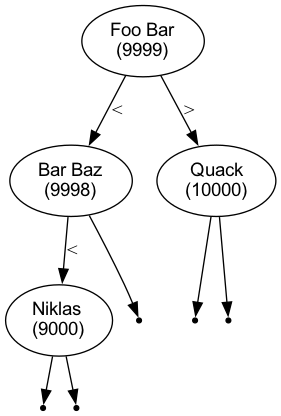 Foo Bar
(9999)
<
>
Bar Baz
(9998)
Quack
(10000)
<
Niklas
(9000)